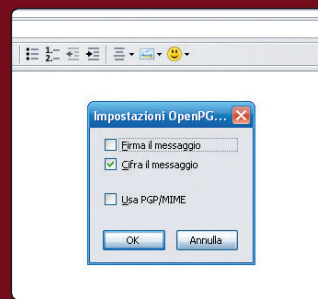 Impostazioni OpenPG...
Firma il messaggio
Cifra il messaggio
Usa PGP/MIME
OK Annulla